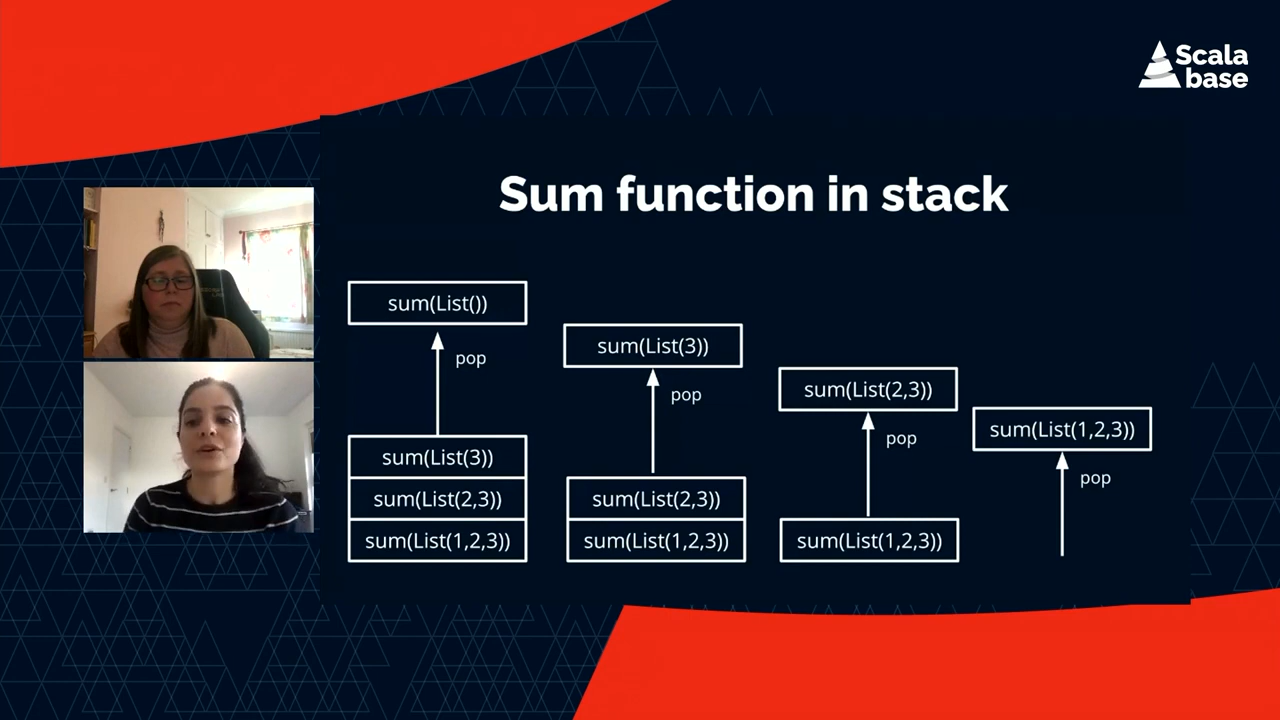 Scala
base
Sum function in stack
sum(List())
pop
sum(List(3))
sum(List(2,3))
sum(List(1,2,3))
sum(List(3))
pop
sum(List(2,3))
sum(List(1,2,3))
sum(List(2,3))
pop
sum(List(1,2,3))
sum(List(1,2,3))
pop